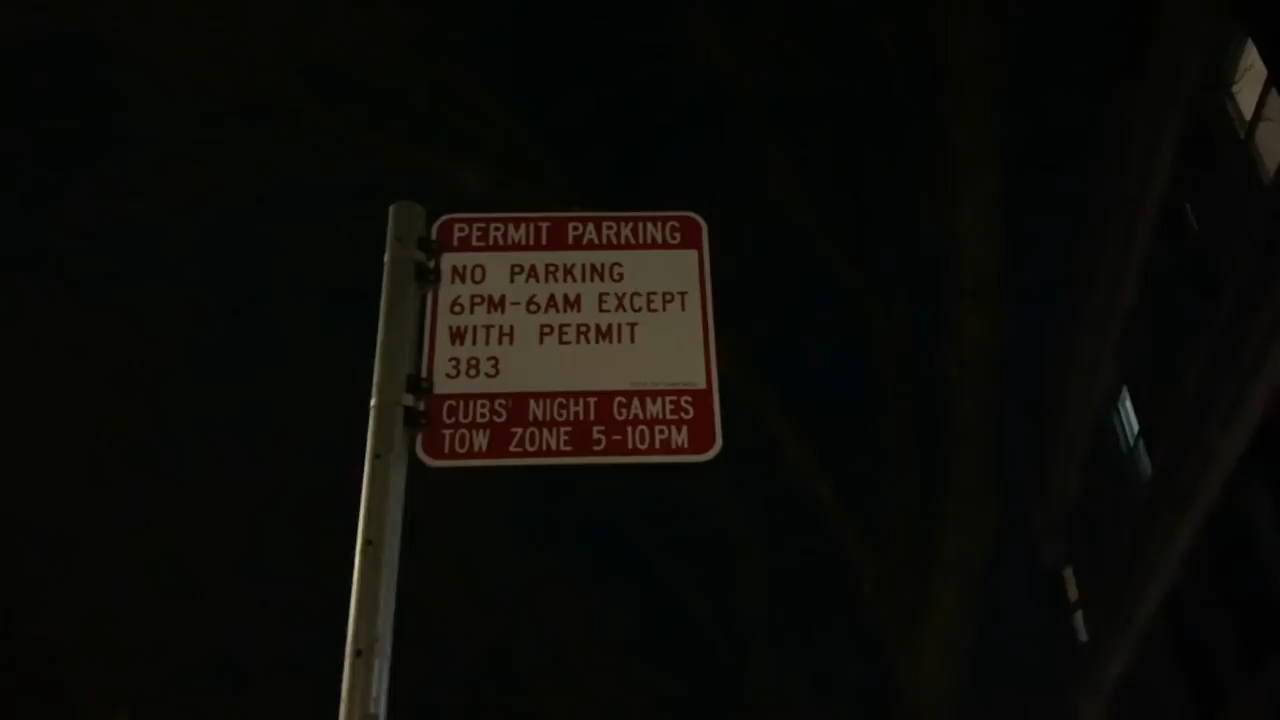 PERMIT PARKING
NO PARKING
6PM-6AM EXCEPT
WITH PERMIT
383
CUBS' NIGHT GAMES
TOW ZONE 5-10PM